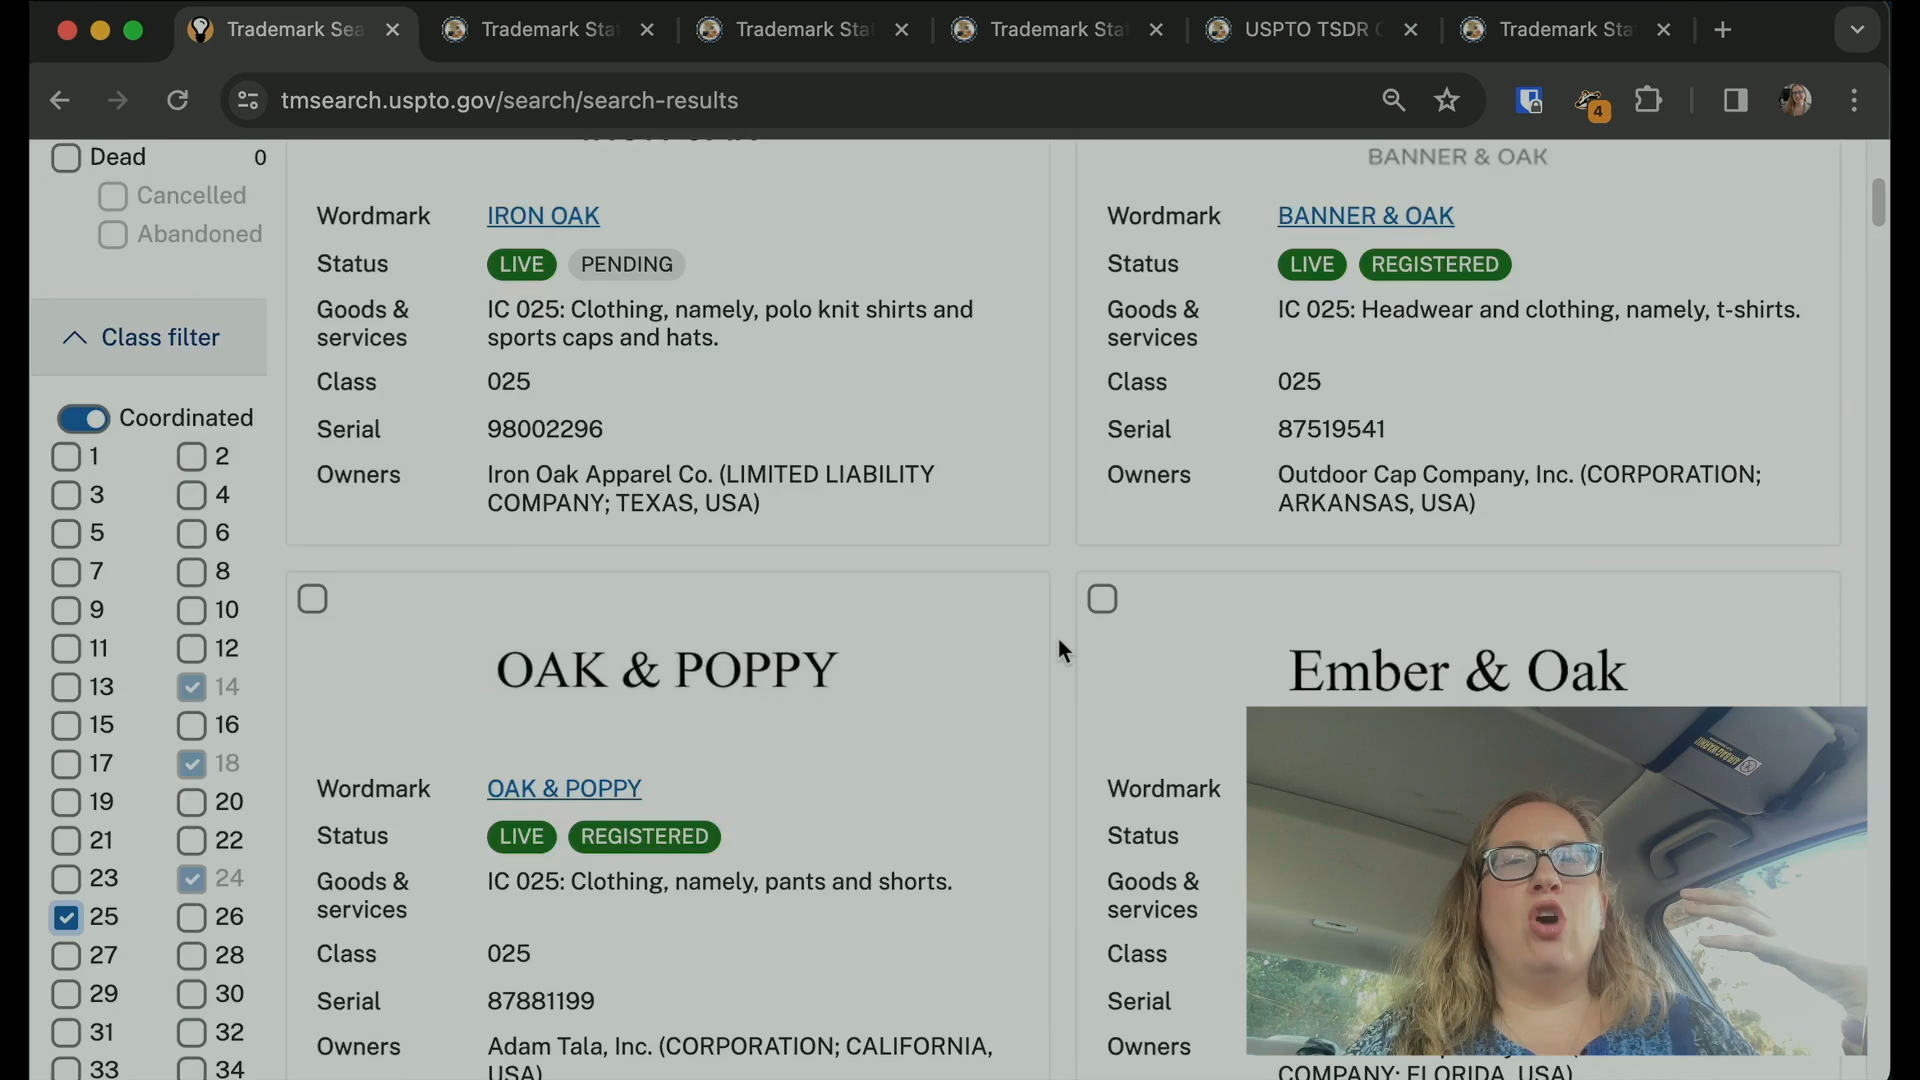 Trademark Sea
Trademark Sta
Trademark Sta
Trademark Sta
USPTO TSDR
Trademark Sta
tmsearch.uspto.gov/search/search-results
4
Dead 0
Cancelled
Abandoned
Class filter
Coordinated
1 2
3 4
5 6
7 8
9 10
11 12
13 14
15 16
17 18
19 20
21 22
23 24
25 26
27 28
29 30
31 32
33 34
Wordmark IRON OAK
Status LIVE PENDING
Goods & services IC 025: Clothing, namely, polo knit shirts and
sports caps and hats.
Class 025
Serial 98002296
Owners Iron Oak Apparel Co. (LIMITED LIABILITY
COMPANY; TEXAS, USA)
BANNER & OAK
Wordmark BANNER & OAK
Status LIVE REGISTERED
Goods & services IC 025: Headwear and clothing, namely, t-shirts.
Class 025
Serial 87519541
Owners Outdoor Cap Company, Inc. (CORPORATION;
ARKANSAS, USA)
OAK & POPPY
Wordmark OAK & POPPY
Status LIVE REGISTERED
Goods & services IC 025: Clothing, namely, pants and shorts.
Class 025
Serial 87881199
Owners Adam Tala, Inc. (CORPORATION; CALIFORNIA,
USA)
Ember & Oak
Wordmark
Status
Goods &
services
Class
Serial
Owners
COMPANY; FLORIDA, USA)